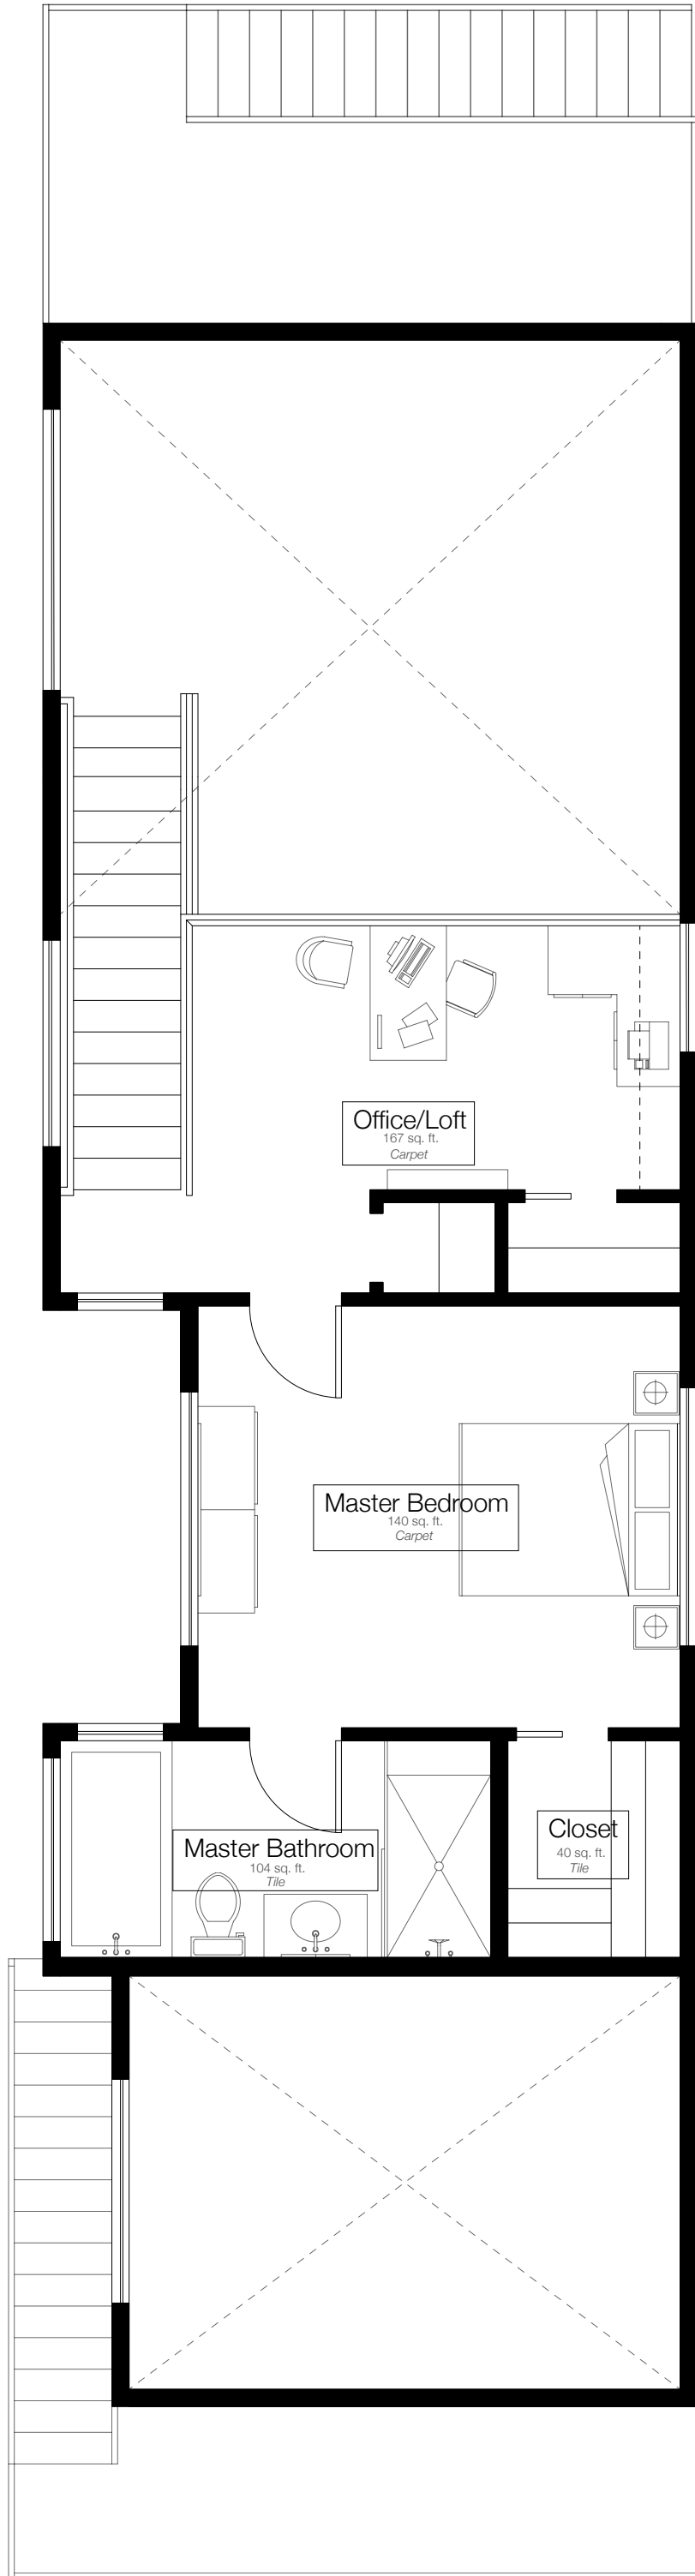 Office/Loft
167 sq. ft.
Carpet
Master Bedroom
140 sq. ft.
Carpet
Master Bathroom
104 sq. ft.
Tile
Closet
40 sq. ft.
Tile